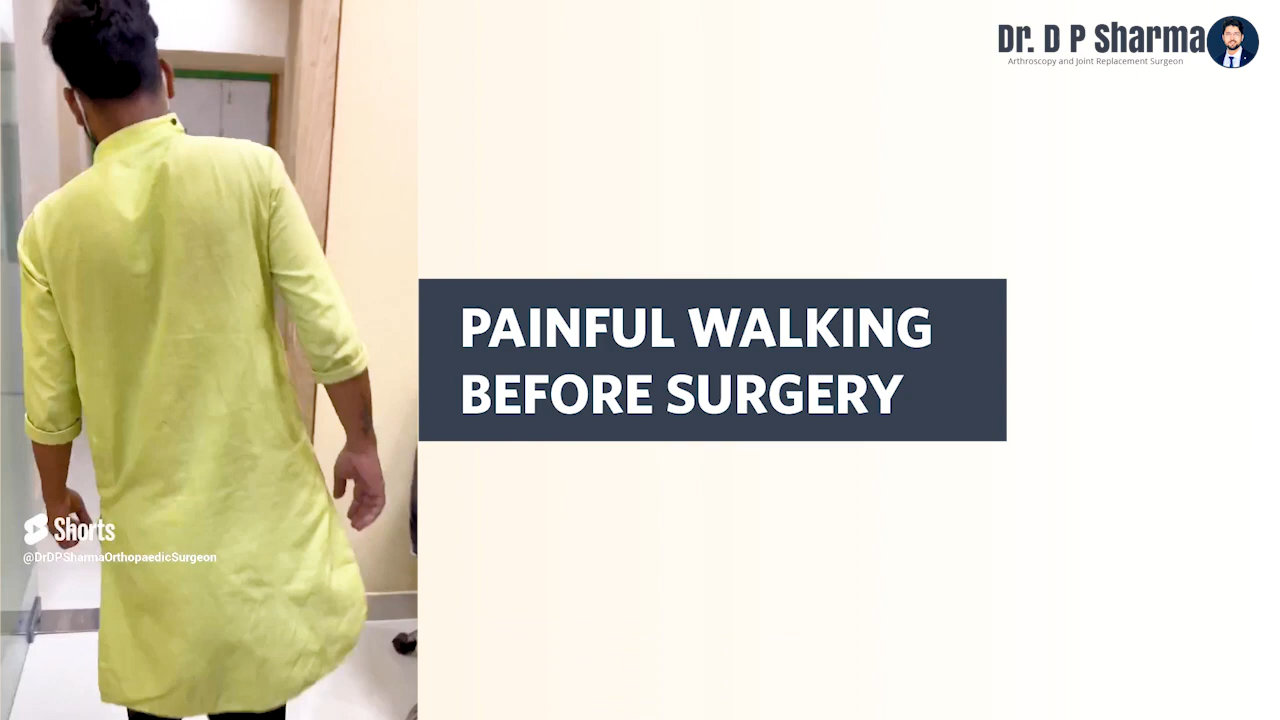 Dr. D P Sharma
Arthroscopy and Joint Replacement Surgeon
PAINFUL WALKING
BEFORE SURGERY
Shorts
@DrDPSharmaOrthopaedicSurgeon